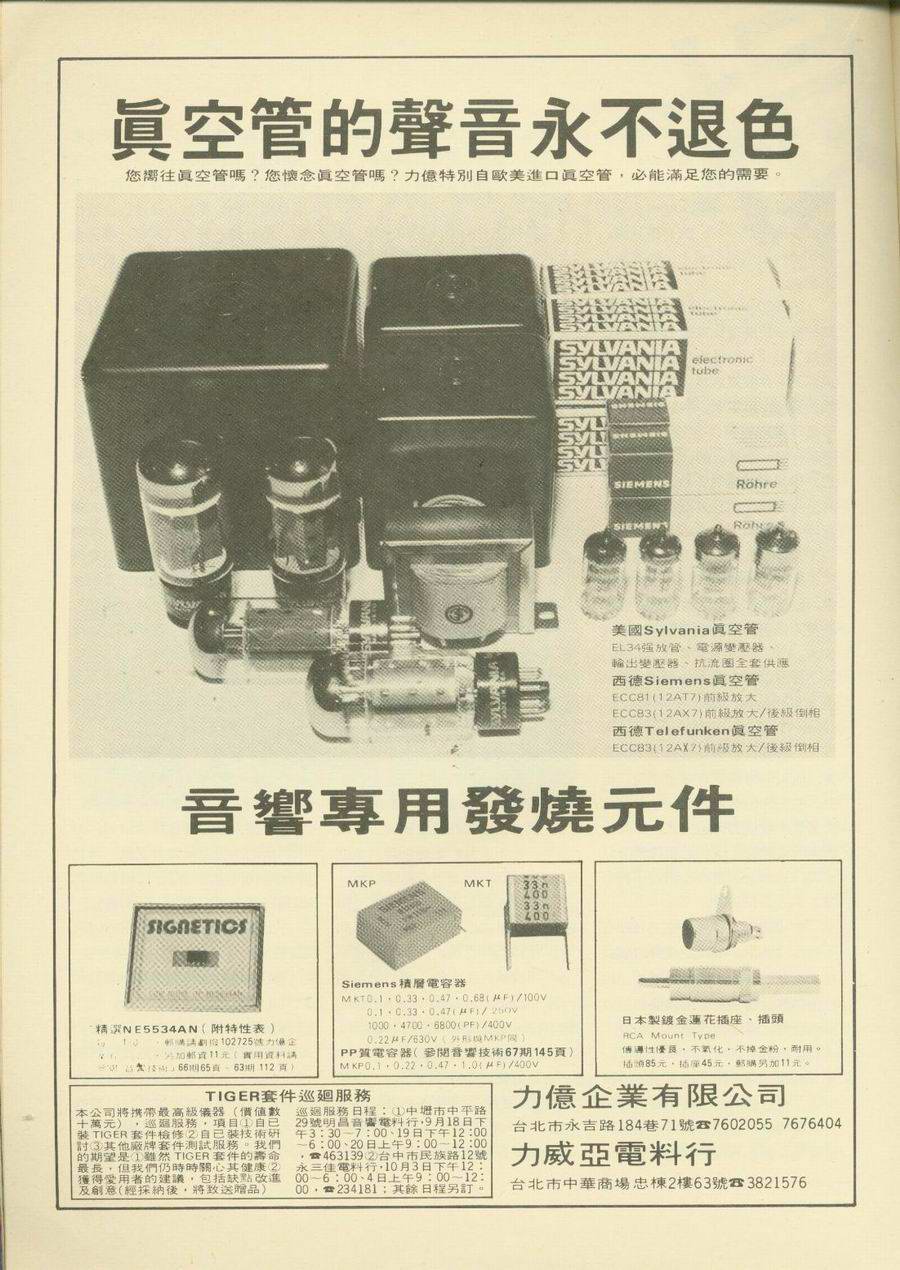 眞空管的聲音永不退色
您嚮往眞空管嗎？您懷念眞空管嗎？力億特別自歐美進口眞空管，必能滿足您的需要。
SYLVANIA
SYLVANIA
SYLVANIA
SYLVANIA
electronic
tube
electronic
tube
SIEMENS
SIEMENS
SIEMENS
Röhre
SIEMENS
美國Sylvania眞空管
EL34强放管、電源變壓器、
輸出變壓器、抗流圈全套供應
西德Siemens眞空管
ECC81(12AT7)前級放大
ECC83(12AX7)前級放大/後級倒相
西德Telefunken眞空管
ECC83(12AX7)前級放大/後級倒相
音響專用發燒元件
SIGNETICS
精選NE5534AN(附特性表)
郵購請劃撥102725號力億企
另加郵資11元(實用資料請
66期65頁、63期112頁)
MKP
MKT
33n
400
33n
400
Siemens積層電容器
MKT0.1・0.33・0.47・0.68(μF)/100V
0.1・0.33・0.47(μF)/250V
1000・4700・6800(PF)/400V
0.22μF/630V(外形與MKP同)
PP質電容器(參閱音響技術67期145頁)
MKP0.1・0.22・0.47・1.0(μF)/400V
日本製鍍金蓮花插座、插頭
RCA Mount Type
傳導性優良・不氧化・不掉金粉・耐用。
插頭85元・插座45元・郵購另加11元。
TIGER套件巡廻服務
本公司將攜帶最高級儀器(價值數
十萬元)，巡廻服務，項目①自已
裝TIGER套件檢修②自已裝技術研
討③其他廠牌套件測試服務。我們
的期望是①雖然TIGER套件的壽命
最長，但我們仍時時關心其健康②
獲得愛用者的建議，包括缺點改進
及創意(經採納後，將致送贈品)
巡廻服務日程：①中壢市中平路
29號明昌音響電料行，9月18日下
午3：30～7：00、19日下午12：00
～6：00、20日上午9：00～12：00
，☎463139②台中市民族路12號
永三佳電料行，10月3日下午12：
00～6：00、4日上午9：00～12：
00，☎234181；其餘日程另訂。
力億企業有限公司
台北市永吉路184巷71號☎7602055 7676404
力威亞電料行
台北市中華商場忠棟2樓63號☎3821576